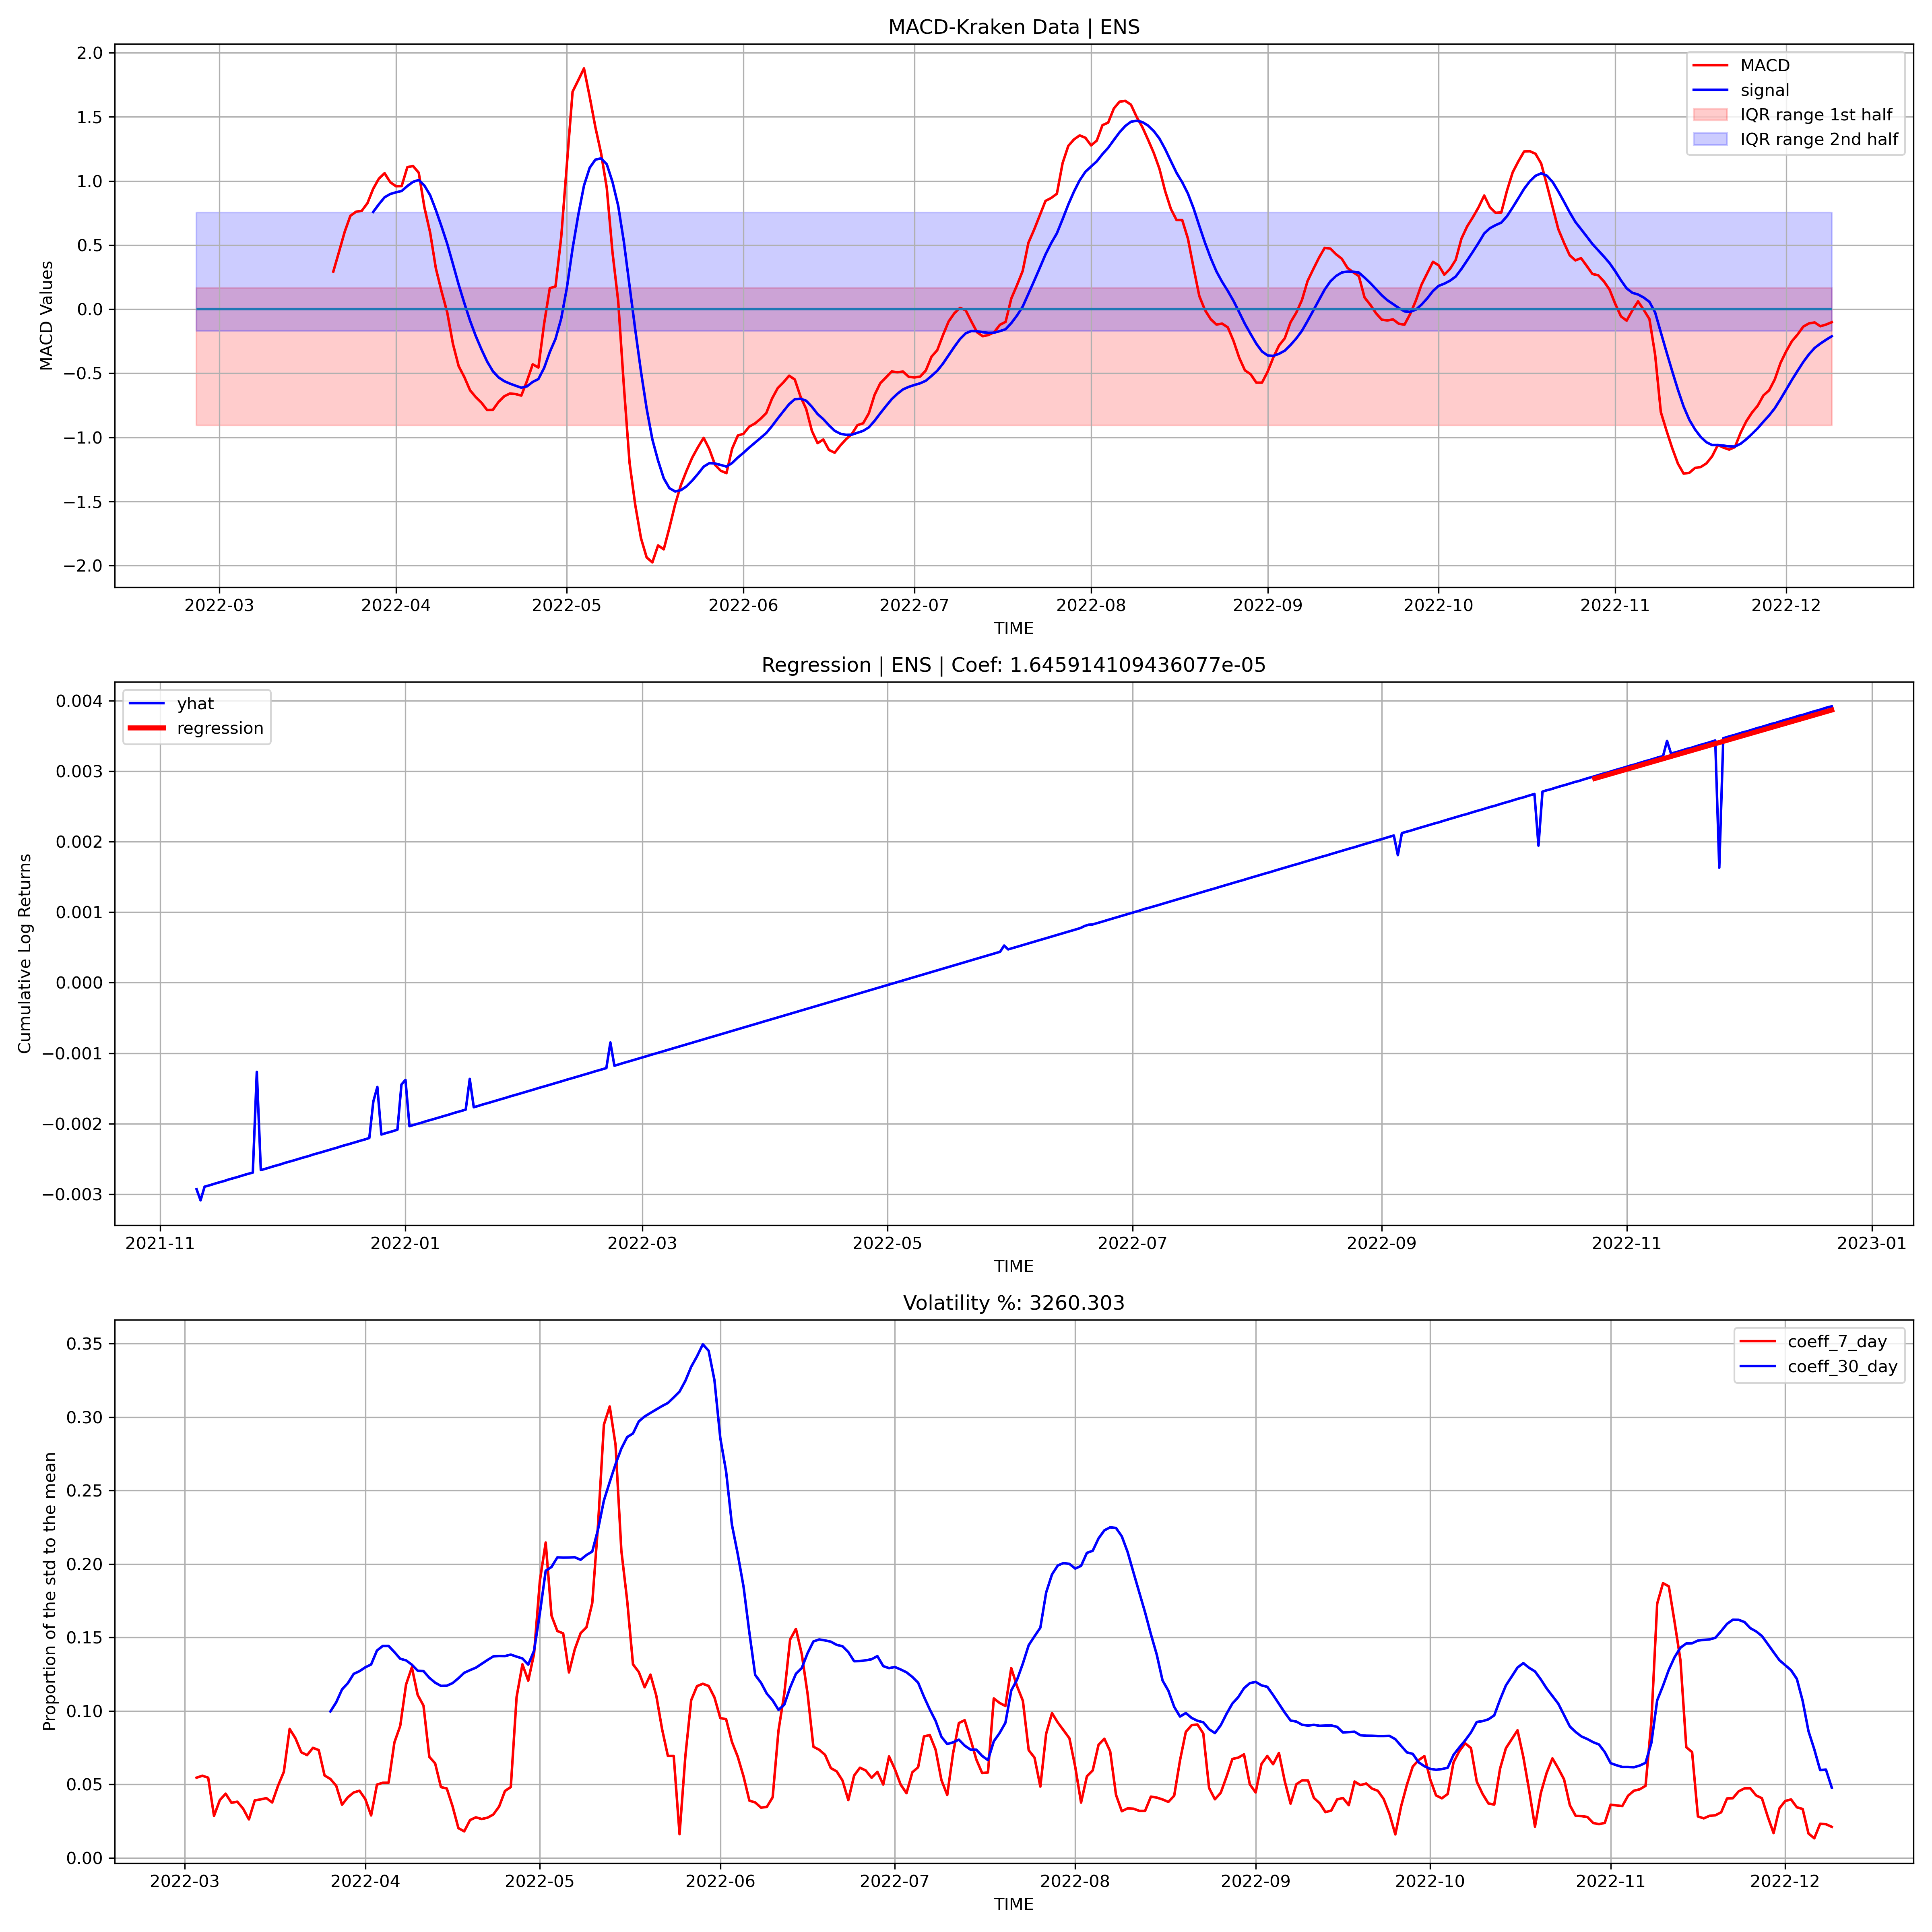 MACD-Kraken Data | ENS
MACD
signal
IQR range 1st half
IQR range 2nd half
2.0
1.5
1.0
0.5
0.0
−0.5
−1.0
−1.5
−2.0
MACD Values
2022-03 2022-04 2022-05 2022-06 2022-07 2022-08 2022-09 2022-10 2022-11 2022-12
TIME
Regression | ENS | Coef: 1.645914109436077e-05
yhat
regression
0.004
0.003
0.002
0.001
0.000
−0.001
−0.002
−0.003
Cumulative Log Returns
2021-11 2022-01 2022-03 2022-05 2022-07 2022-09 2022-11 2023-01
TIME
Volatility %: 3260.303
coeff_7_day
coeff_30_day
0.35
0.30
0.25
0.20
0.15
0.10
0.05
0.00
Proportion of the std to the mean
2022-03 2022-04 2022-05 2022-06 2022-07 2022-08 2022-09 2022-10 2022-11 2022-12
TIME